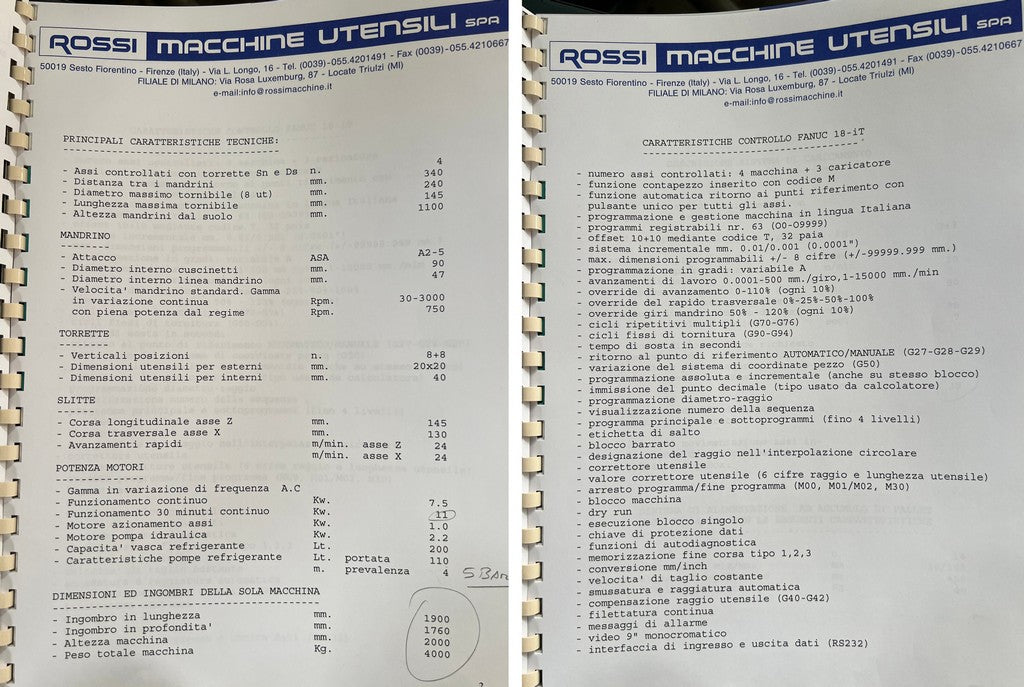 ROSSI MACCHINE UTENSILI SPA
50019 Sesto Fiorentino - Firenze (Italy) - Via L. Longo, 16 - Tel. (0039)-055.4201491 - Fax (0039)-055.4210667
FILIALE DI MILANO: Via Rosa Luxemburg, 87 - Locate Triulzi (MI)
e-mail:info@rossimacchine.it
PRINCIPALI CARATTERISTICHE TECNICHE:
- Assi controllati con torrette Sn e Ds n. 4
- Distanza tra i mandrini mm. 340
- Diametro massimo tornibile (8 ut) mm. 240
- Lunghezza massima tornibile mm. 145
- Altezza mandrini dal suolo mm. 1100
MANDRINO
- Attacco ASA A2-5
- Diametro interno cuscinetti mm. 90
- Diametro interno linea mandrino mm. 47
- Velocita' mandrino standard. Gamma
in variazione continua Rpm. 30-3000
con piena potenza dal regime Rpm. 750
TORRETTE
- Verticali posizioni n. 8+8
- Dimensioni utensili per esterni mm. 20x20
- Dimensioni utensili per interni mm. 40
SLITTE
- Corsa longitudinale asse Z mm. 145
- Corsa trasversale asse X mm. 130
- Avanzamenti rapidi m/min. asse Z 24
m/min. asse X 24
POTENZA MOTORI
- Gamma in variazione di frequenza A.C
- Funzionamento continuo Kw. 7.5
- Funzionamento 30 minuti continuo Kw. 11
- Motore azionamento assi Kw. 1.0
- Motore pompa idraulica Kw. 2.2
- Capacita' vasca refrigerante Lt. 200
- Caratteristiche pompe refrigerante Lt. portata 110
m. prevalenza 4 5 BAR
DIMENSIONI ED INGOMBRI DELLA SOLA MACCHINA
- Ingombro in lunghezza mm. 1900
- Ingombro in profondita' mm. 1760
- Altezza macchina mm. 2000
- Peso totale macchina Kg. 4000
ROSSI MACCHINE UTENSILI SPA
50019 Sesto Fiorentino - Firenze (Italy) - Via L. Longo, 16 - Tel. (0039)-055.4201491 - Fax (0039)-055.4210667
FILIALE DI MILANO: Via Rosa Luxemburg, 87 - Locate Triulzi (MI)
e-mail:info@rossimacchine.it
CARATTERISTICHE CONTROLLO FANUC 18-iT
- numero assi controllati: 4 macchina + 3 caricatore
- funzione contapezzo inserito con codice M
- funzione automatica ritorno ai punti riferimento con
pulsante unico per tutti gli assi.
- programmazione e gestione macchina in lingua Italiana
- programmi registrabili nr. 63 (OO-O9999)
- offset 10+10 mediante codice T, 32 paia
- sistema incrementale mm. 0.01/0.001 (0.0001")
- max. dimensioni programmabili +/- 8 cifre (+/-99999.999 mm.)
- programmazione in gradi: variabile A
- avanzamenti di lavoro 0.0001-500 mm./giro,1-15000 mm./min
- override di avanzamento 0-110% (ogni 10%)
- override del rapido trasversale 0%-25%-50%-100%
- override giri mandrino 50% - 120% (ogni 10%)
- cicli ripetitivi multipli (G70-G76)
- cicli fissi di tornitura (G90-G94)
- tempo di sosta in secondi
- ritorno al punto di riferimento AUTOMATICO/MANUALE (G27-G28-G29)
- variazione del sistema di coordinate pezzo (G50)
- programmazione assoluta e incrementale (anche su stesso blocco)
- immissione del punto decimale (tipo usato da calcolatore)
- programmazione diametro-raggio
- visualizzazione numero della sequenza
- programma principale e sottoprogrammi (fino 4 livelli)
- etichetta di salto
- blocco barrato
- designazione del raggio nell'interpolazione circolare
- correttore utensile
- valore correttore utensile (6 cifre raggio e lunghezza utensile)
- arresto programma/fine programma (M00, M01/M02, M30)
- blocco macchina
- dry run
- esecuzione blocco singolo
- chiave di protezione dati
- funzioni di autodiagnostica
- memorizzazione fine corsa tipo 1,2,3
- conversione mm/inch
- velocita' di taglio costante
- smussatura e raggiatura automatica
- compensazione raggio utensile (G40-G42)
- filettatura continua
- messaggi di allarme
- video 9" monocromatico
- interfaccia di ingresso e uscita dati (RS232)